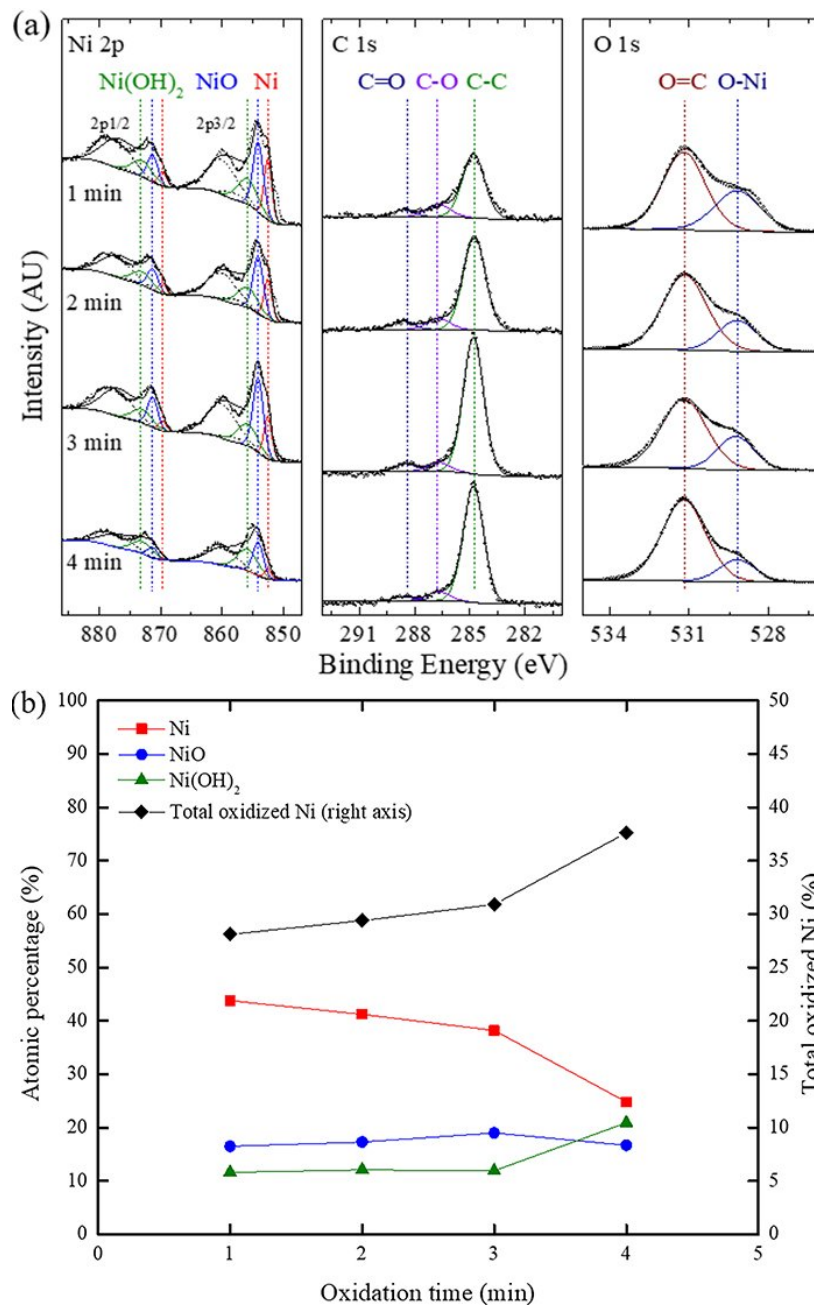 (a)
Ni 2p
C 1s
O 1s
Ni(OH)2 NiO Ni
C=O C-O C-C
O=C O-Ni
2p1/2
2p3/2
1 min
2 min
3 min
4 min
Intensity (AU)
880 870 860 850
291 288 285 282
534 531 528
Binding Energy (eV)
(b)
Ni
NiO
Ni(OH)2
Total oxidized Ni (right axis)
Atomic percentage (%)
100
90
80
70
60
50
40
30
20
10
0
Total oxidized Ni (%)
50
45
40
35
30
25
20
15
10
5
0
0 1 2 3 4 5
Oxidation time (min)